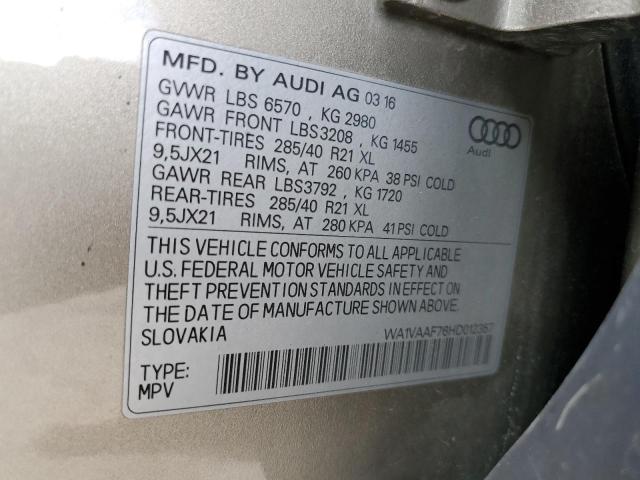 MFD. BY AUDI AG 03 16
GVWR LBS 6570 , KG 2980
GAWR FRONT LBS3208 , KG 1455
FRONT-TIRES 285/40 R21 XL
9,5JX21 RIMS, AT 260 KPA 38 PSI COLD
GAWR REAR LBS3792 , KG 1720
REAR-TIRES 285/40 R21 XL
9,5JX21 RIMS, AT 280 KPA 41 PSI COLD
Audi
THIS VEHICLE CONFORMS TO ALL APPLICABLE
U.S. FEDERAL MOTOR VEHICLE SAFETY AND
THEFT PREVENTION STANDARDS IN EFFECT ON
THE DATE OF MANUFACTURE SHOWN ABOVE.
SLOVAKIA
WA1VAAF76HD012367
TYPE:
MPV